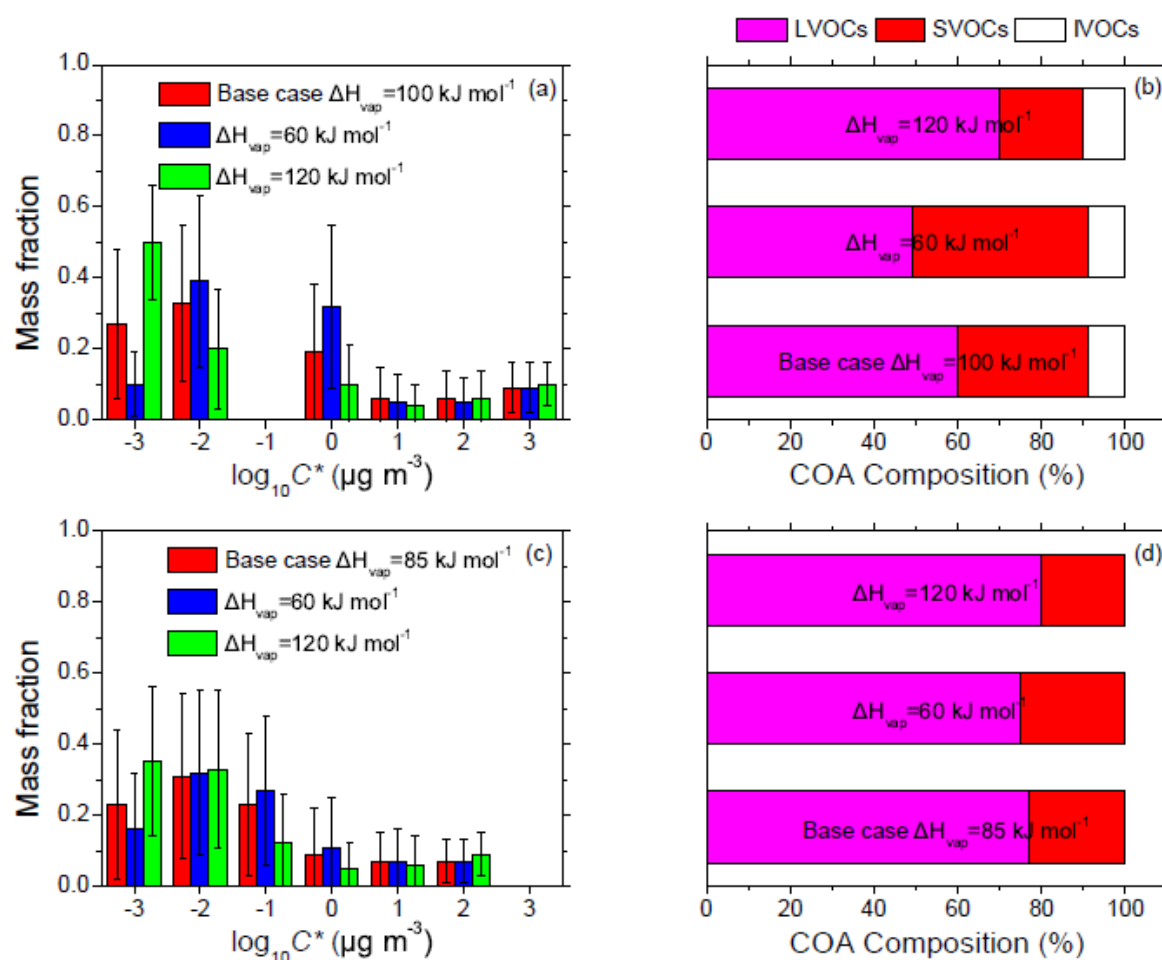 LVOCs SVOCs IVOCs
1.0
0.8
0.6
0.4
0.2
0.0
Mass fraction
Base case ΔHvap=100 kJ mol⁻¹
ΔHvap=60 kJ mol⁻¹
ΔHvap=120 kJ mol⁻¹
(a)
-3 -2 -1 0 1 2 3
log₁₀C* (µg m⁻³)
(b)
ΔHvap=120 kJ mol⁻¹
ΔHvap=60 kJ mol⁻¹
Base case ΔHvap=100 kJ mol⁻¹
0 20 40 60 80 100
COA Composition (%)
1.0
0.8
0.6
0.4
0.2
0.0
Mass fraction
Base case ΔHvap=85 kJ mol⁻¹
ΔHvap=60 kJ mol⁻¹
ΔHvap=120 kJ mol⁻¹
(c)
-3 -2 -1 0 1 2 3
log₁₀C* (µg m⁻³)
(d)
ΔHvap=120 kJ mol⁻¹
ΔHvap=60 kJ mol⁻¹
Base case ΔHvap=85 kJ mol⁻¹
0 20 40 60 80 100
COA Composition (%)